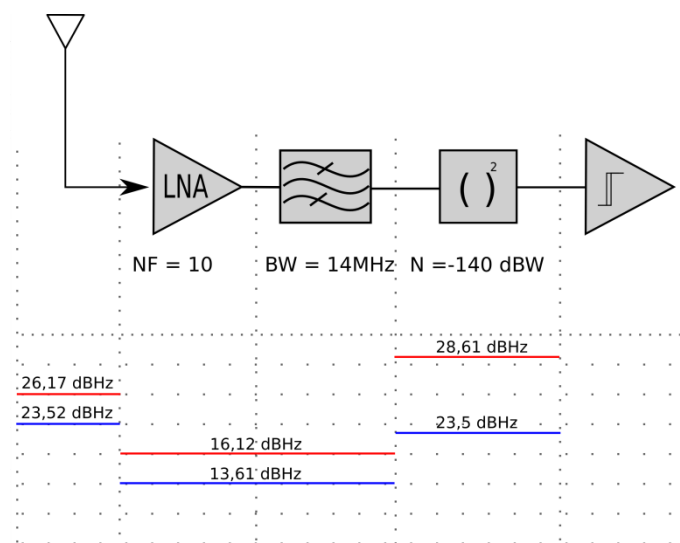 LNA
( )²
NF = 10
BW = 14MHz
N =-140 dBW
28,61 dBHz
26,17 dBHz
23,52 dBHz
23,5 dBHz
16,12 dBHz
13,61 dBHz